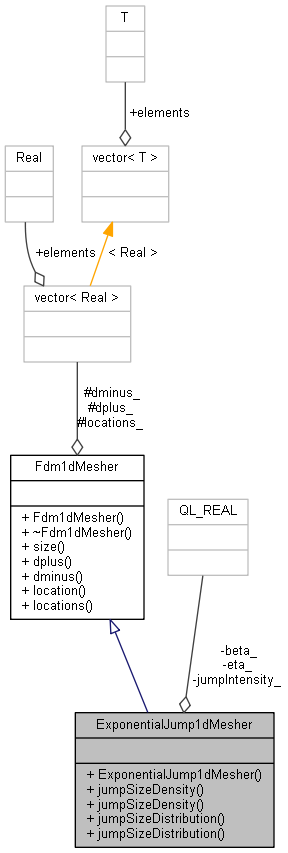 T
+elements
Real
vector< T >
+elements
< Real >
vector< Real >
#dminus_
#dplus_
#locations_
Fdm1dMesher
+ Fdm1dMesher()
+ ~Fdm1dMesher()
+ size()
+ dplus()
+ dminus()
+ location()
+ locations()
QL_REAL
-beta_
-eta_
-jumpIntensity_
ExponentialJump1dMesher
+ ExponentialJump1dMesher()
+ jumpSizeDensity()
+ jumpSizeDensity()
+ jumpSizeDistribution()
+ jumpSizeDistribution()